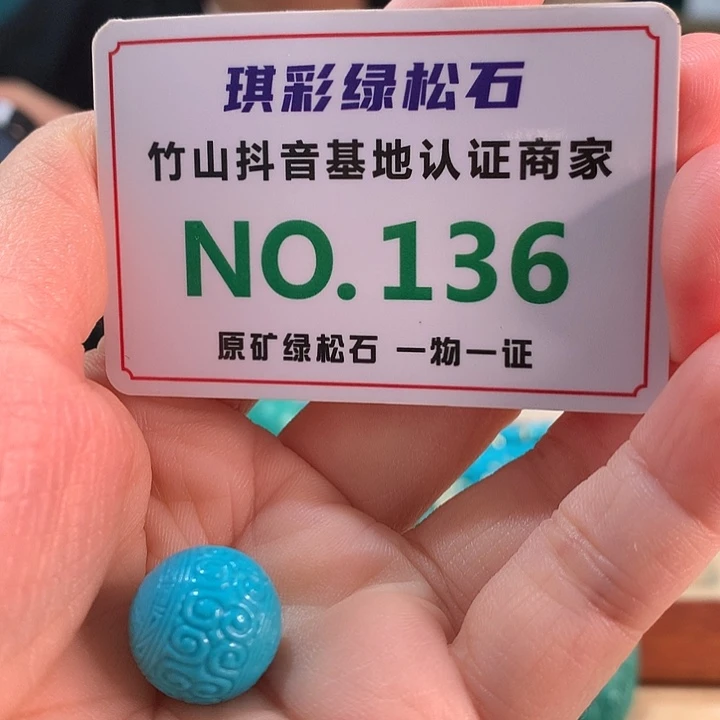 琪彩绿松石
竹山抖音基地认证商家
NO.136
原矿绿松石 一物一证